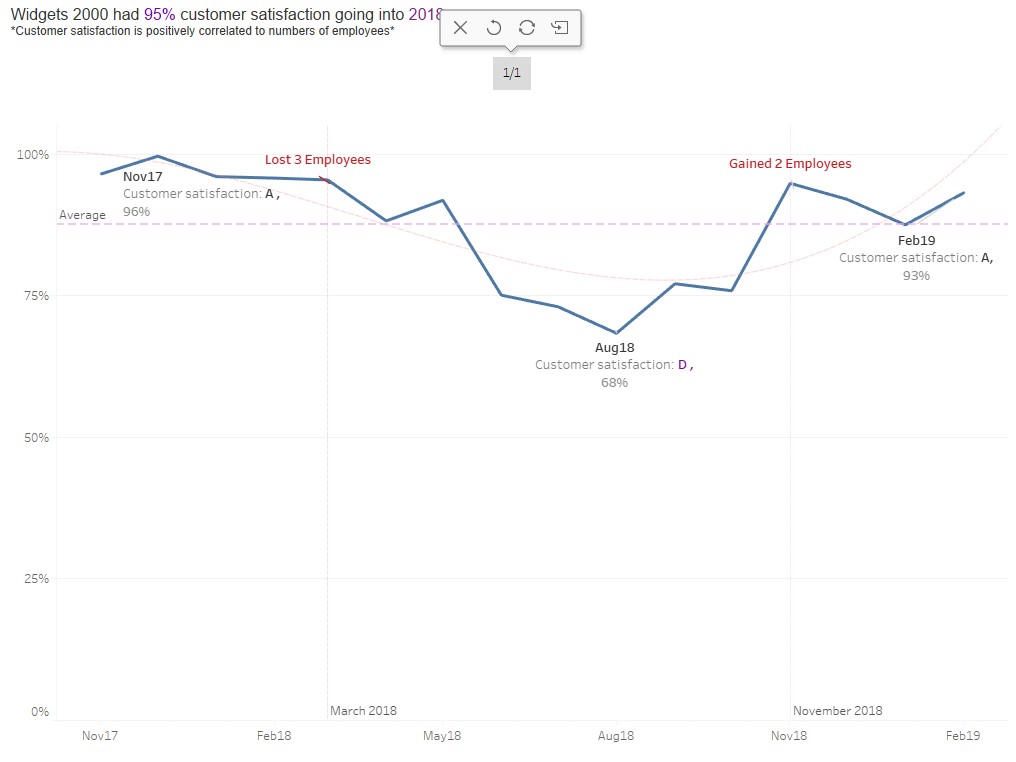 Widgets 2000 had 95% customer satisfaction going into 2018
*Customer satisfaction is positively correlated to numbers of employees*
1/1
100%
Lost 3 Employees
Gained 2 Employees
Nov17
Customer satisfaction: A ,
96%
Average
Feb19
Customer satisfaction: A,
93%
75%
Aug18
Customer satisfaction: D ,
68%
50%
25%
0%
March 2018
November 2018
Nov17
Feb18
May18
Aug18
Nov18
Feb19